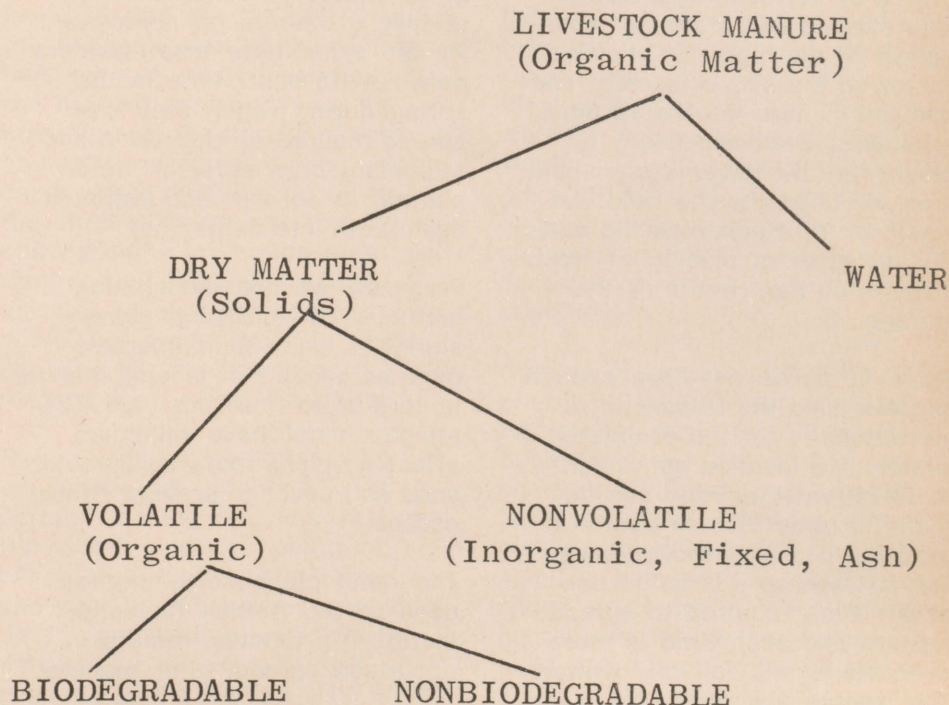 LIVESTOCK MANURE
(Organic Matter)
DRY MATTER
(Solids)
WATER
VOLATILE
(Organic)
NONVOLATILE
(Inorganic, Fixed, Ash)
BIODEGRADABLE
NONBIODEGRADABLE